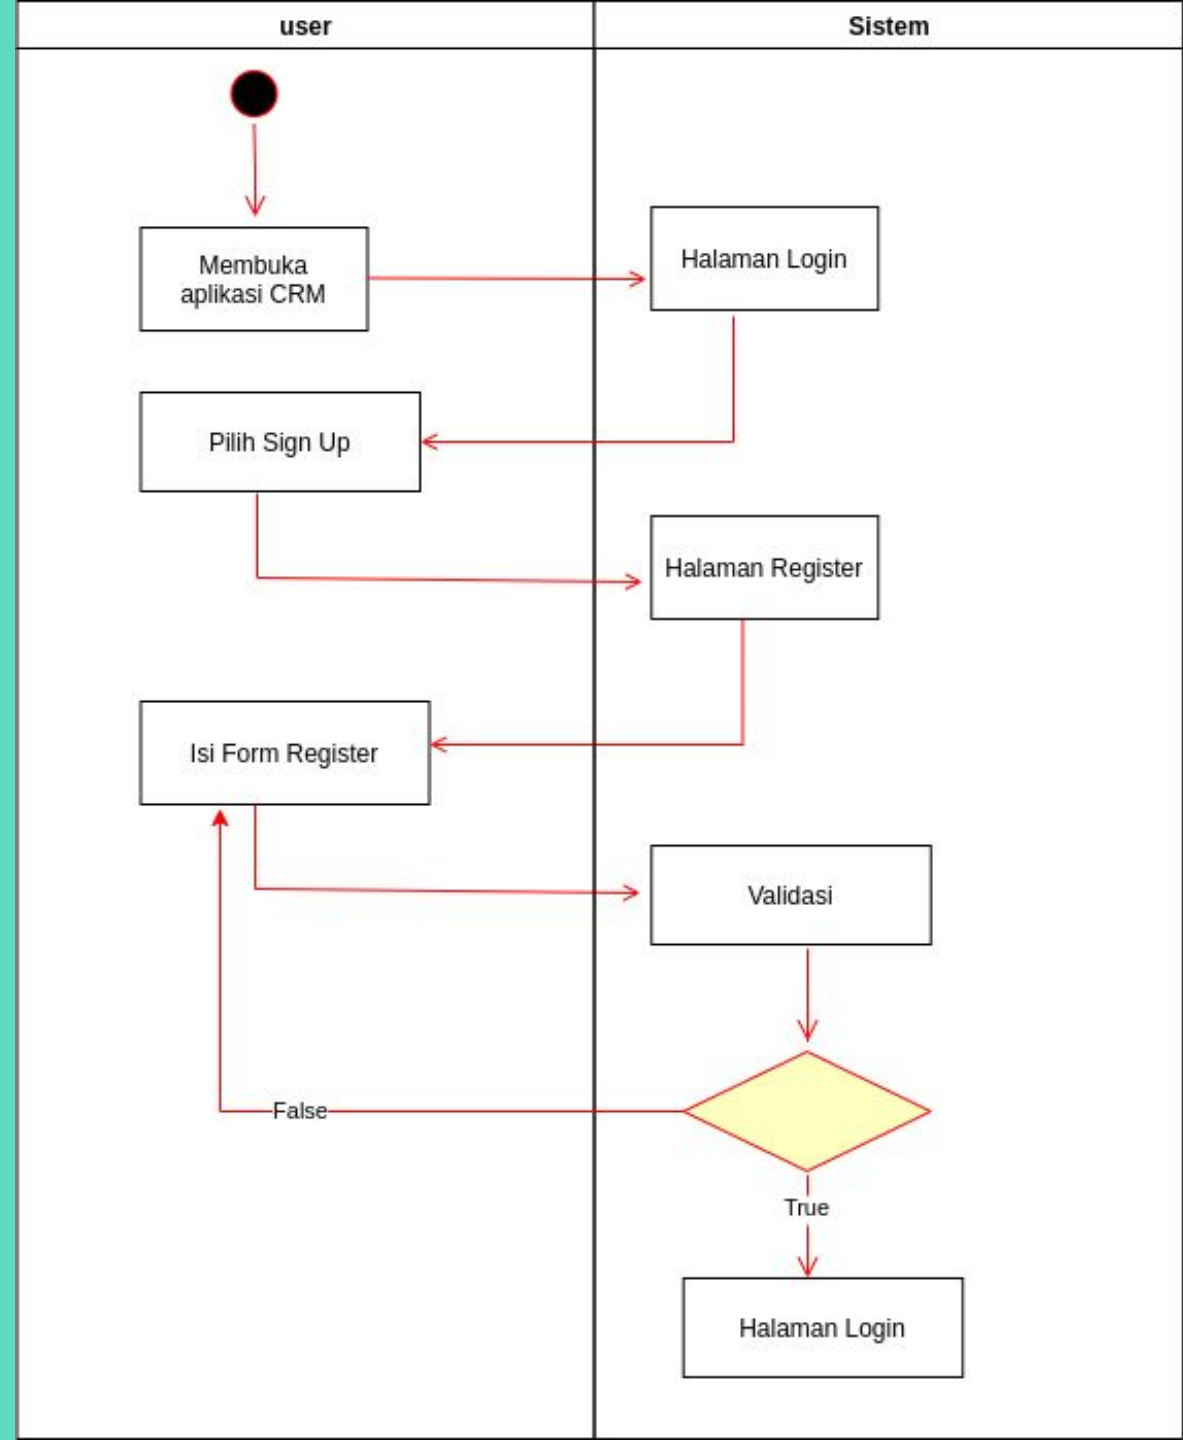 user
Sistem
Membuka
aplikasi CRM
Halaman Login
Pilih Sign Up
Halaman Register
Isi Form Register
Validasi
False
True
Halaman Login